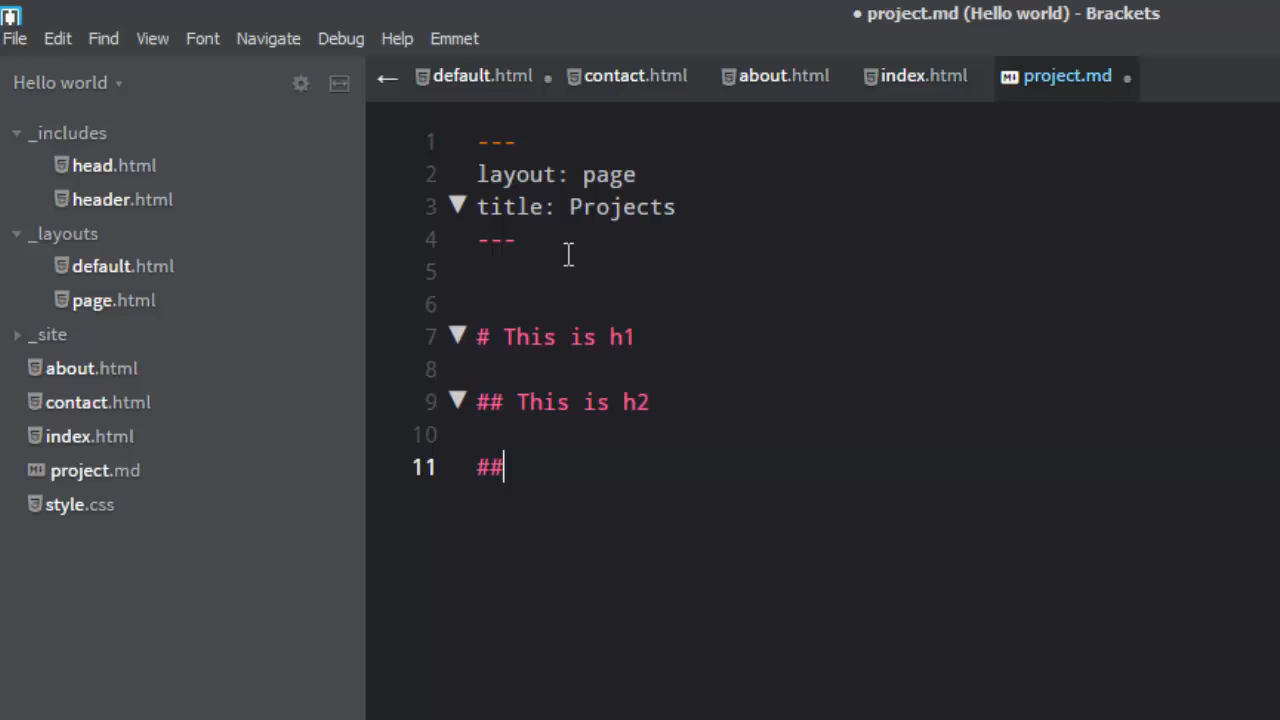 • project.md (Hello world) - Brackets
File Edit Find View Font Navigate Debug Help Emmet
Hello world
_includes
head.html
header.html
_layouts
default.html
page.html
_site
about.html
contact.html
index.html
project.md
style.css
default.html • contact.html about.html index.html project.md •
1 ---
2 layout: page
3 title: Projects
4 ---
5
6
7 # This is h1
8
9 ## This is h2
10
11 ##